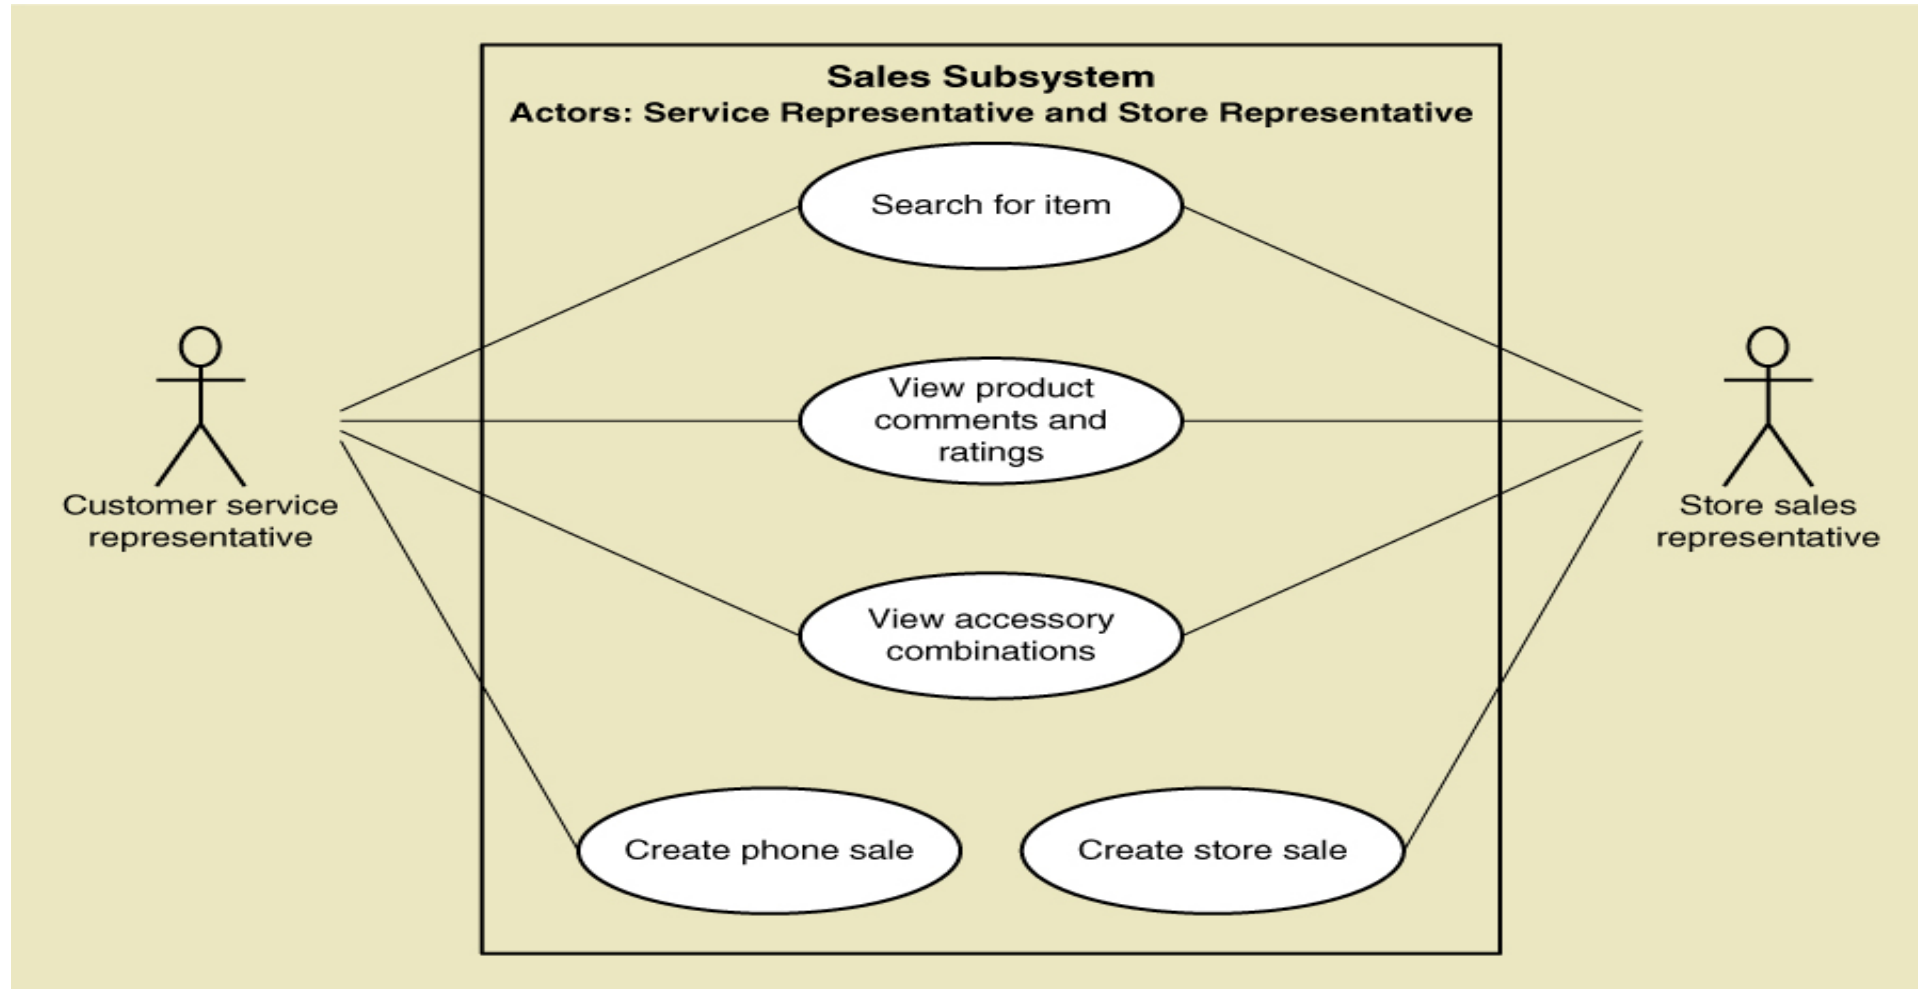 Sales Subsystem
Actors: Service Representative and Store Representative
Search for item
View product
comments and
ratings
Customer service
representative
Store sales
representative
View accessory
combinations
Create phone sale
Create store sale